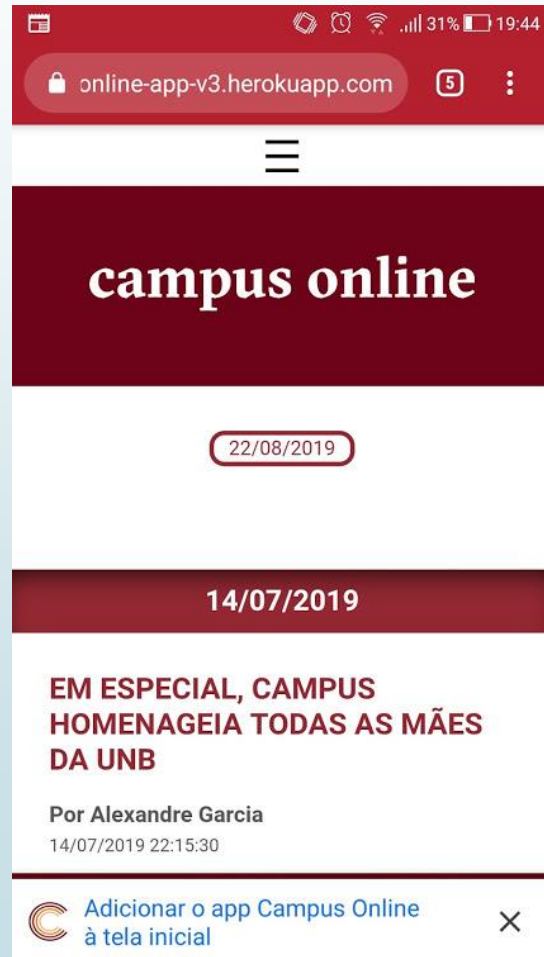 31% 19:44
online-app-v3.herokuapp.com 5
campus online
22/08/2019
14/07/2019
EM ESPECIAL, CAMPUS
HOMENAGEIA TODAS AS MÃES
DA UNB
Por Alexandre Garcia
14/07/2019 22:15:30
Adicionar o app Campus Online
à tela inicial